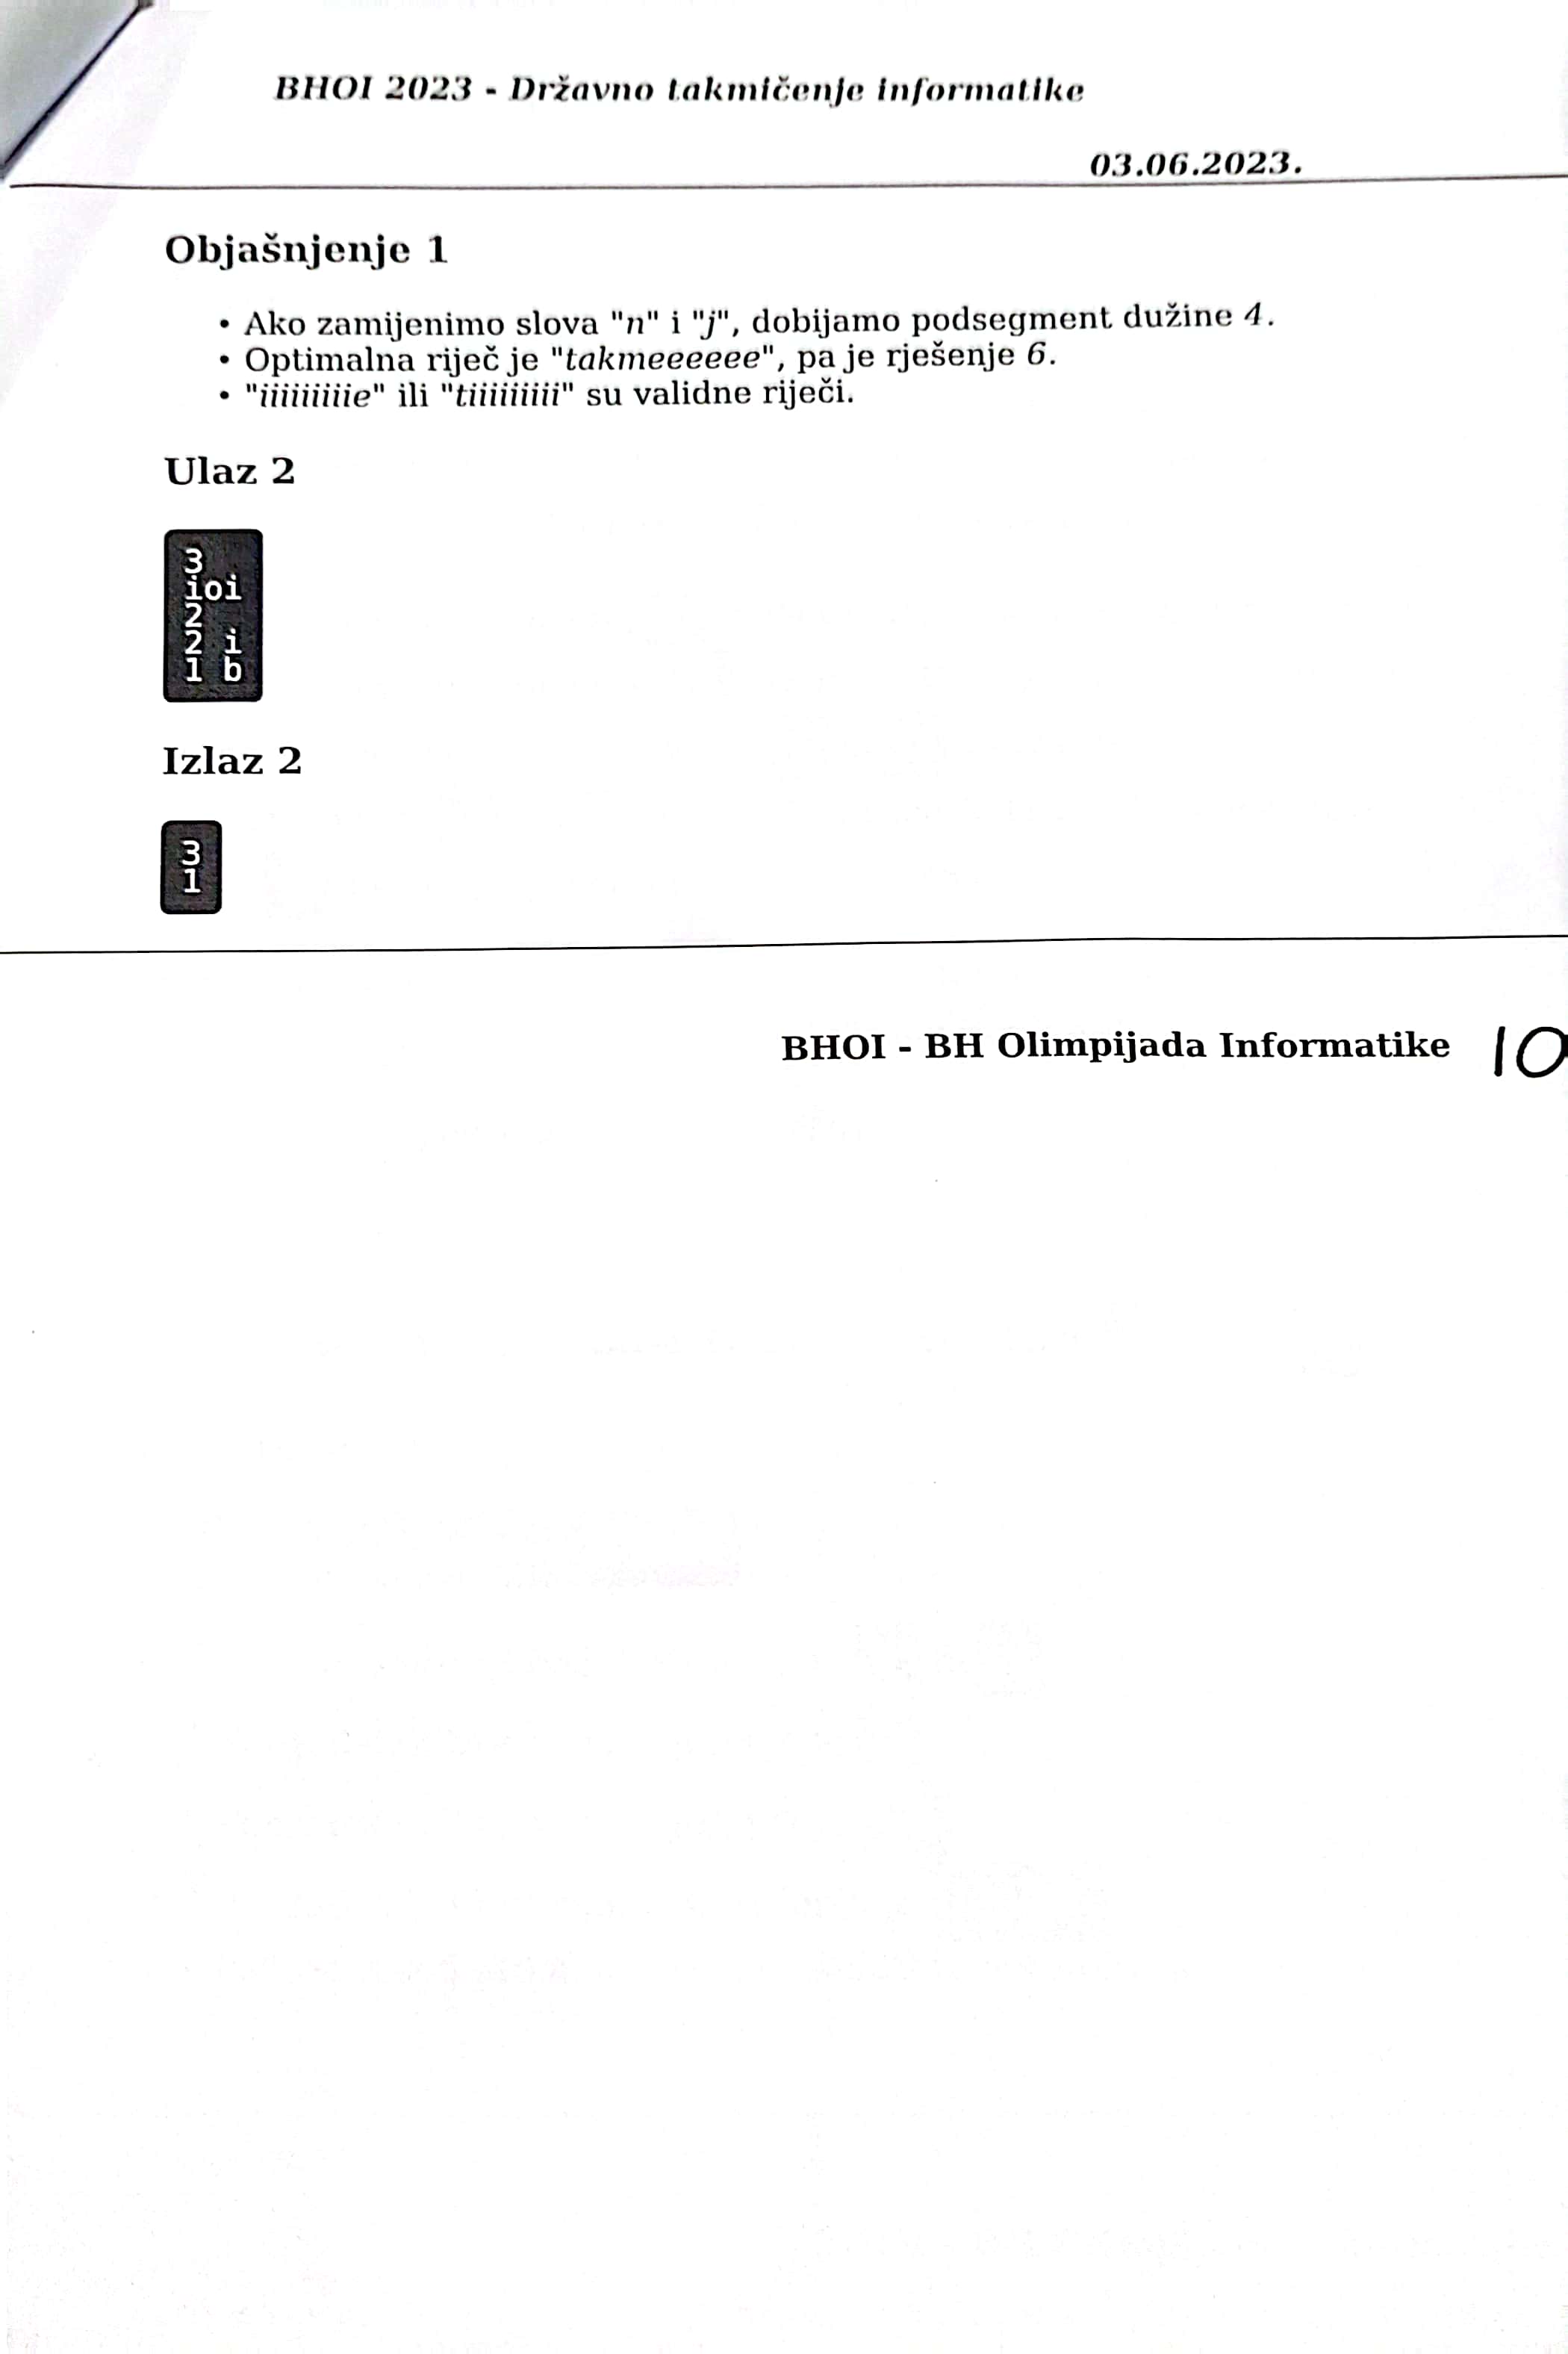 BHOI 2023 - Državno takmičenje informatike
03.06.2023.
Objašnjenje 1
• Ako zamijenimo slova "n" i "j", dobijamo podsegment dužine 4.
• Optimalna riječ je "takmeeeeee", pa je rješenje 6.
• "iiiiiiiiie" ili "tiiiiiiiii" su validne riječi.
Ulaz 2
3
ioi
2
2 i
1 b
Izlaz 2
3
1
BHOI - BH Olimpijada Informatike 10